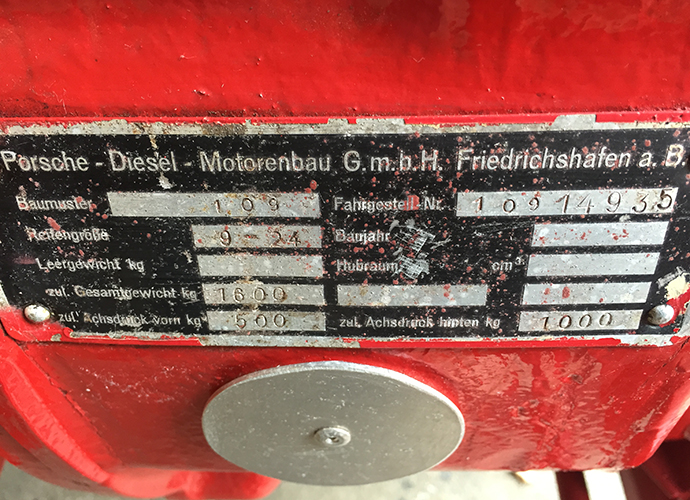 Porsche - Diesel - Motorenbau G.m.b.H. Friedrichshafen a. B.
Baumuster 109 Fahrgestell Nr. 10914935
Reifengröße 9-24 Baujahr
Leergewicht kg Hubraum cm³
zul. Gesamtgewicht kg 1600
zul. Achsdruck vorn kg 500 zul. Achsdruck hinten kg 1000